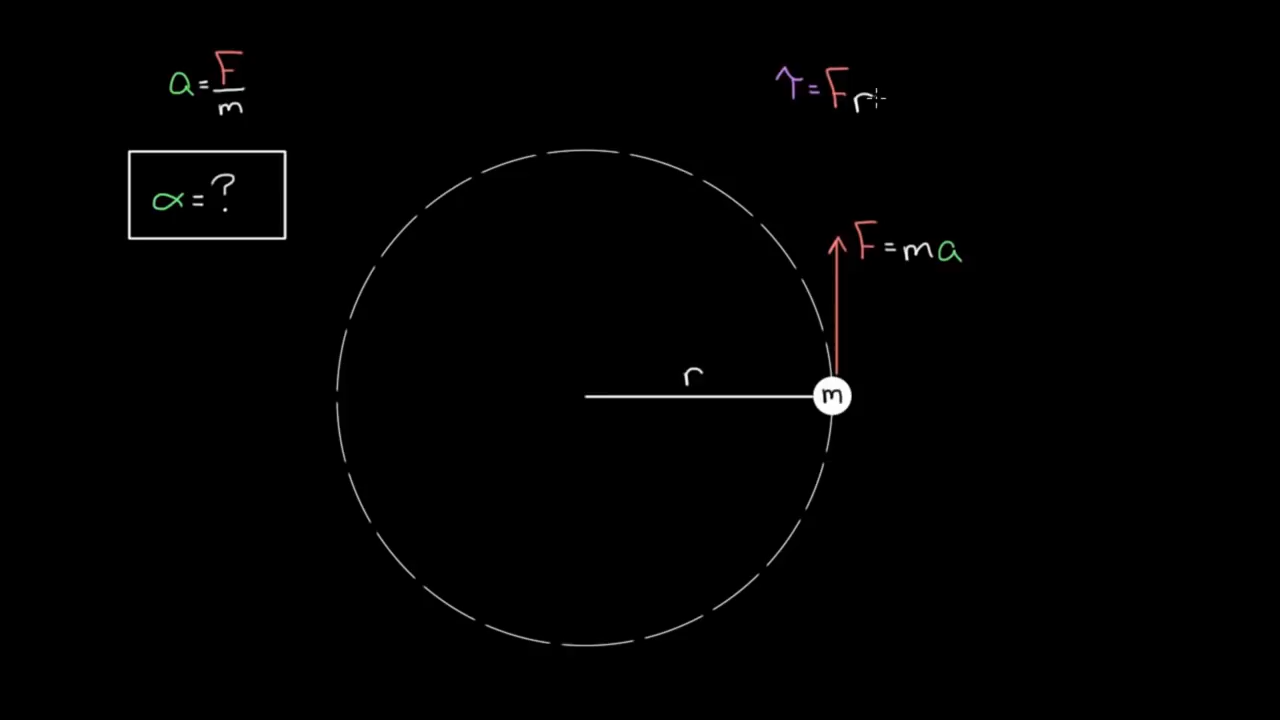 a = F/m
τ = Fr
α = ?
F = ma
r
m